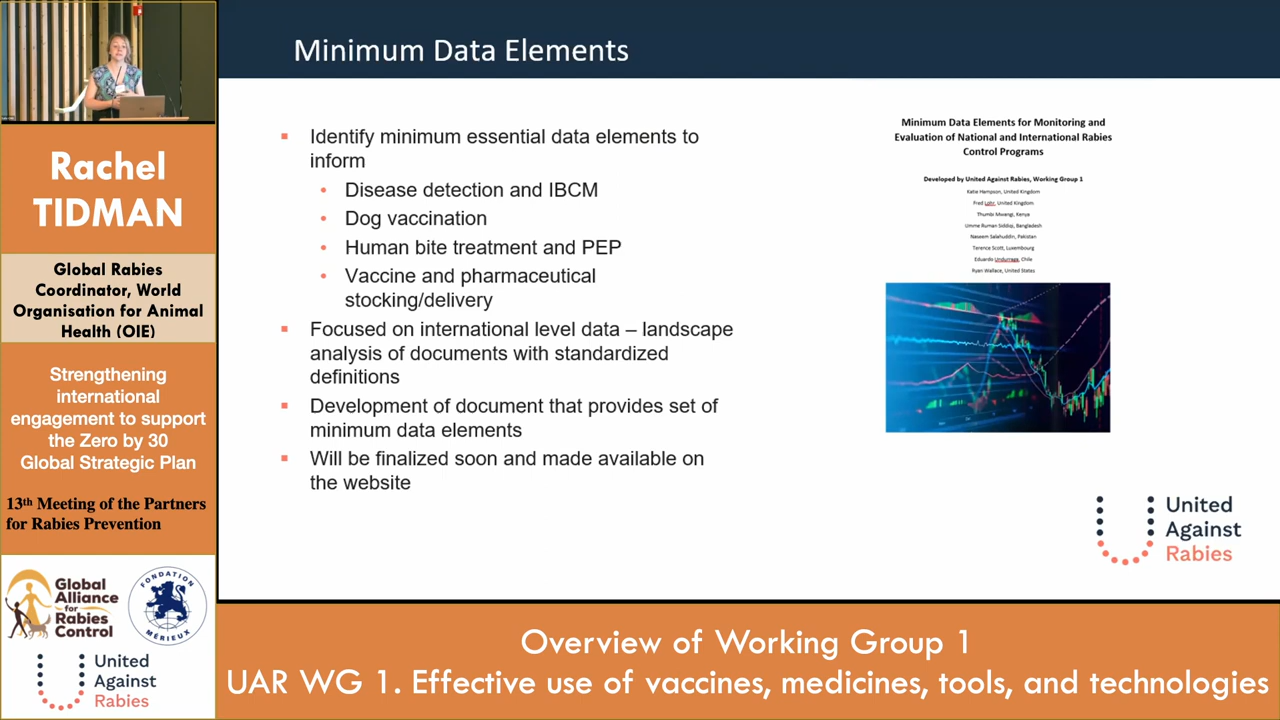 Rachel
TIDMAN
Global Rabies
Coordinator, World
Organisation for Animal
Health (OIE)
Strengthening
international
engagement to support
the Zero by 30
Global Strategic Plan
13th Meeting of the Partners
for Rabies Prevention
Global
Alliance
for
Rabies
Control
FONDATION
MÉRIEUX
United
Against
Rabies
Minimum Data Elements
Identify minimum essential data elements to
inform
Disease detection and IBCM
Dog vaccination
Human bite treatment and PEP
Vaccine and pharmaceutical
stocking/delivery
Focused on international level data – landscape
analysis of documents with standardized
definitions
Development of document that provides set of
minimum data elements
Will be finalized soon and made available on
the website
Minimum Data Elements for Monitoring and
Evaluation of National and International Rabies
Control Programs
Developed by United Against Rabies, Working Group 1
Katie Hampson, United Kingdom
Fred Lohr, United Kingdom
Thumbi Mwangi, Kenya
Umme Ruman Siddiqi, Bangladesh
Naseem Salahuddin, Pakistan
Terence Scott, Luxembourg
Eduardo Undurraga, Chile
Ryan Wallace, United States
United
Against
Rabies
Overview of Working Group 1
UAR WG 1. Effective use of vaccines, medicines, tools, and technologies